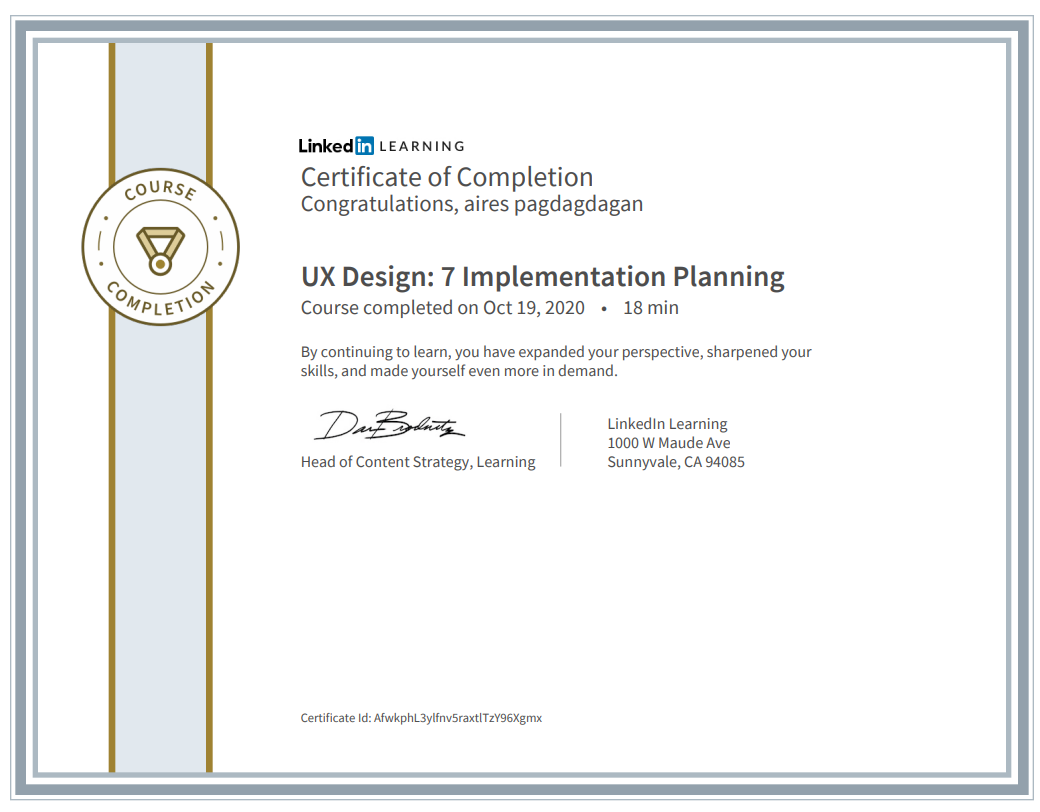 COURSE
COMPLETION
LinkedIn LEARNING
Certificate of Completion
Congratulations, aires pagdagdagan
UX Design: 7 Implementation Planning
Course completed on Oct 19, 2020 • 18 min
By continuing to learn, you have expanded your perspective, sharpened your
skills, and made yourself even more in demand.
Head of Content Strategy, Learning
LinkedIn Learning
1000 W Maude Ave
Sunnyvale, CA 94085
Certificate Id: AfwkphL3ylfnv5raxtlTzY96Xgmx